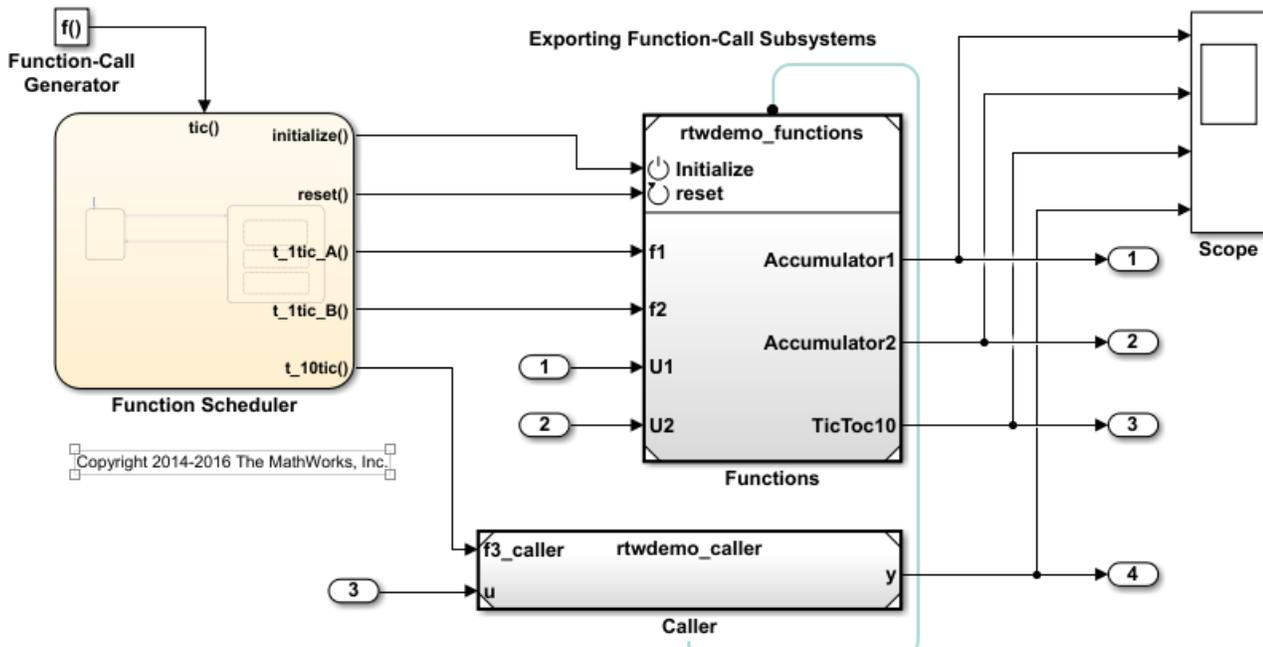 f()
Function-Call
Generator
Exporting Function-Call Subsystems
tic()
initialize()
reset()
t_1tic_A()
t_1tic_B()
t_10tic()
Function Scheduler
Copyright 2014-2016 The MathWorks, Inc.
rtwdemo_functions
Initialize
reset
f1
f2
1
U1
2
U2
Accumulator1
Accumulator2
TicToc10
Functions
Scope
1
2
3
f3_caller
rtwdemo_caller
3
u
y
4
Caller